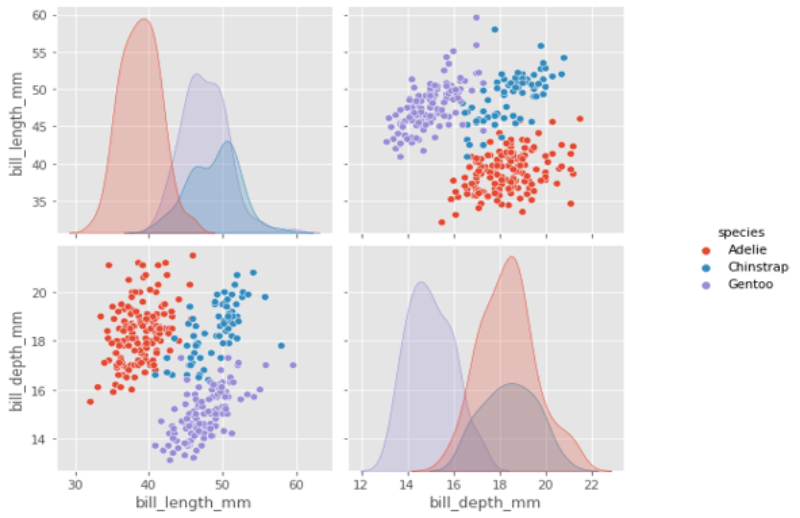 60
55
50
45
40
35
bill_length_mm
20
18
16
14
bill_depth_mm
30 40 50 60
bill_length_mm
12 14 16 18 20 22
bill_depth_mm
species
Adelie
Chinstrap
Gentoo